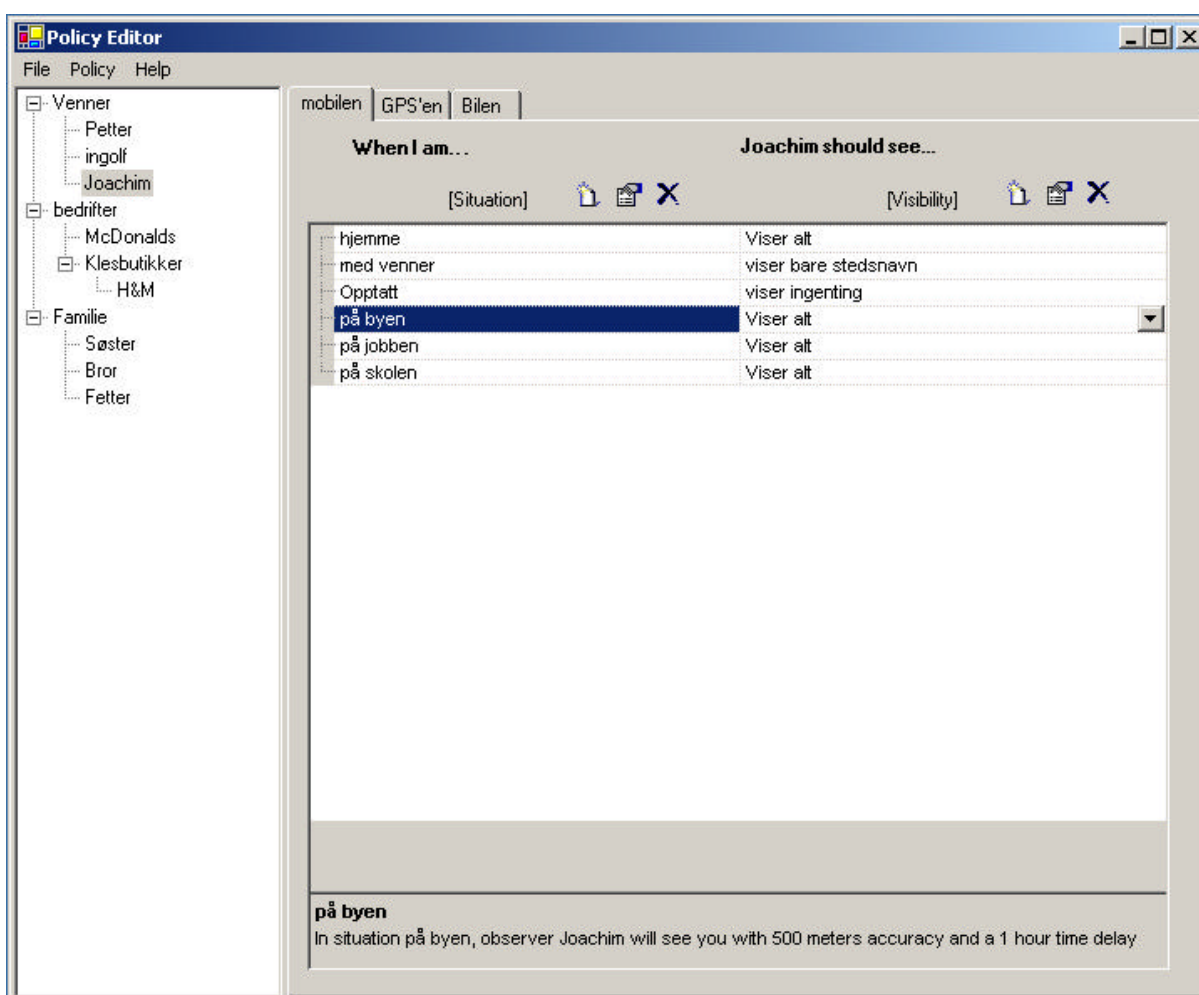 Policy Editor
File Policy Help
Venner
Petter
ingolf
Joachim
bedrifter
McDonalds
Klesbutikker
H&M
Familie
Søster
Bror
Fetter
mobilen GPS'en Bilen
When I am... Joachim should see...
[Situation] [Visibility]
hjemme Viser alt
med venner viser bare stedsnavn
Opptatt viser ingenting
på byen Viser alt
på jobben Viser alt
på skolen Viser alt
på byen
In situation på byen, observer Joachim will see you with 500 meters accuracy and a 1 hour time delay